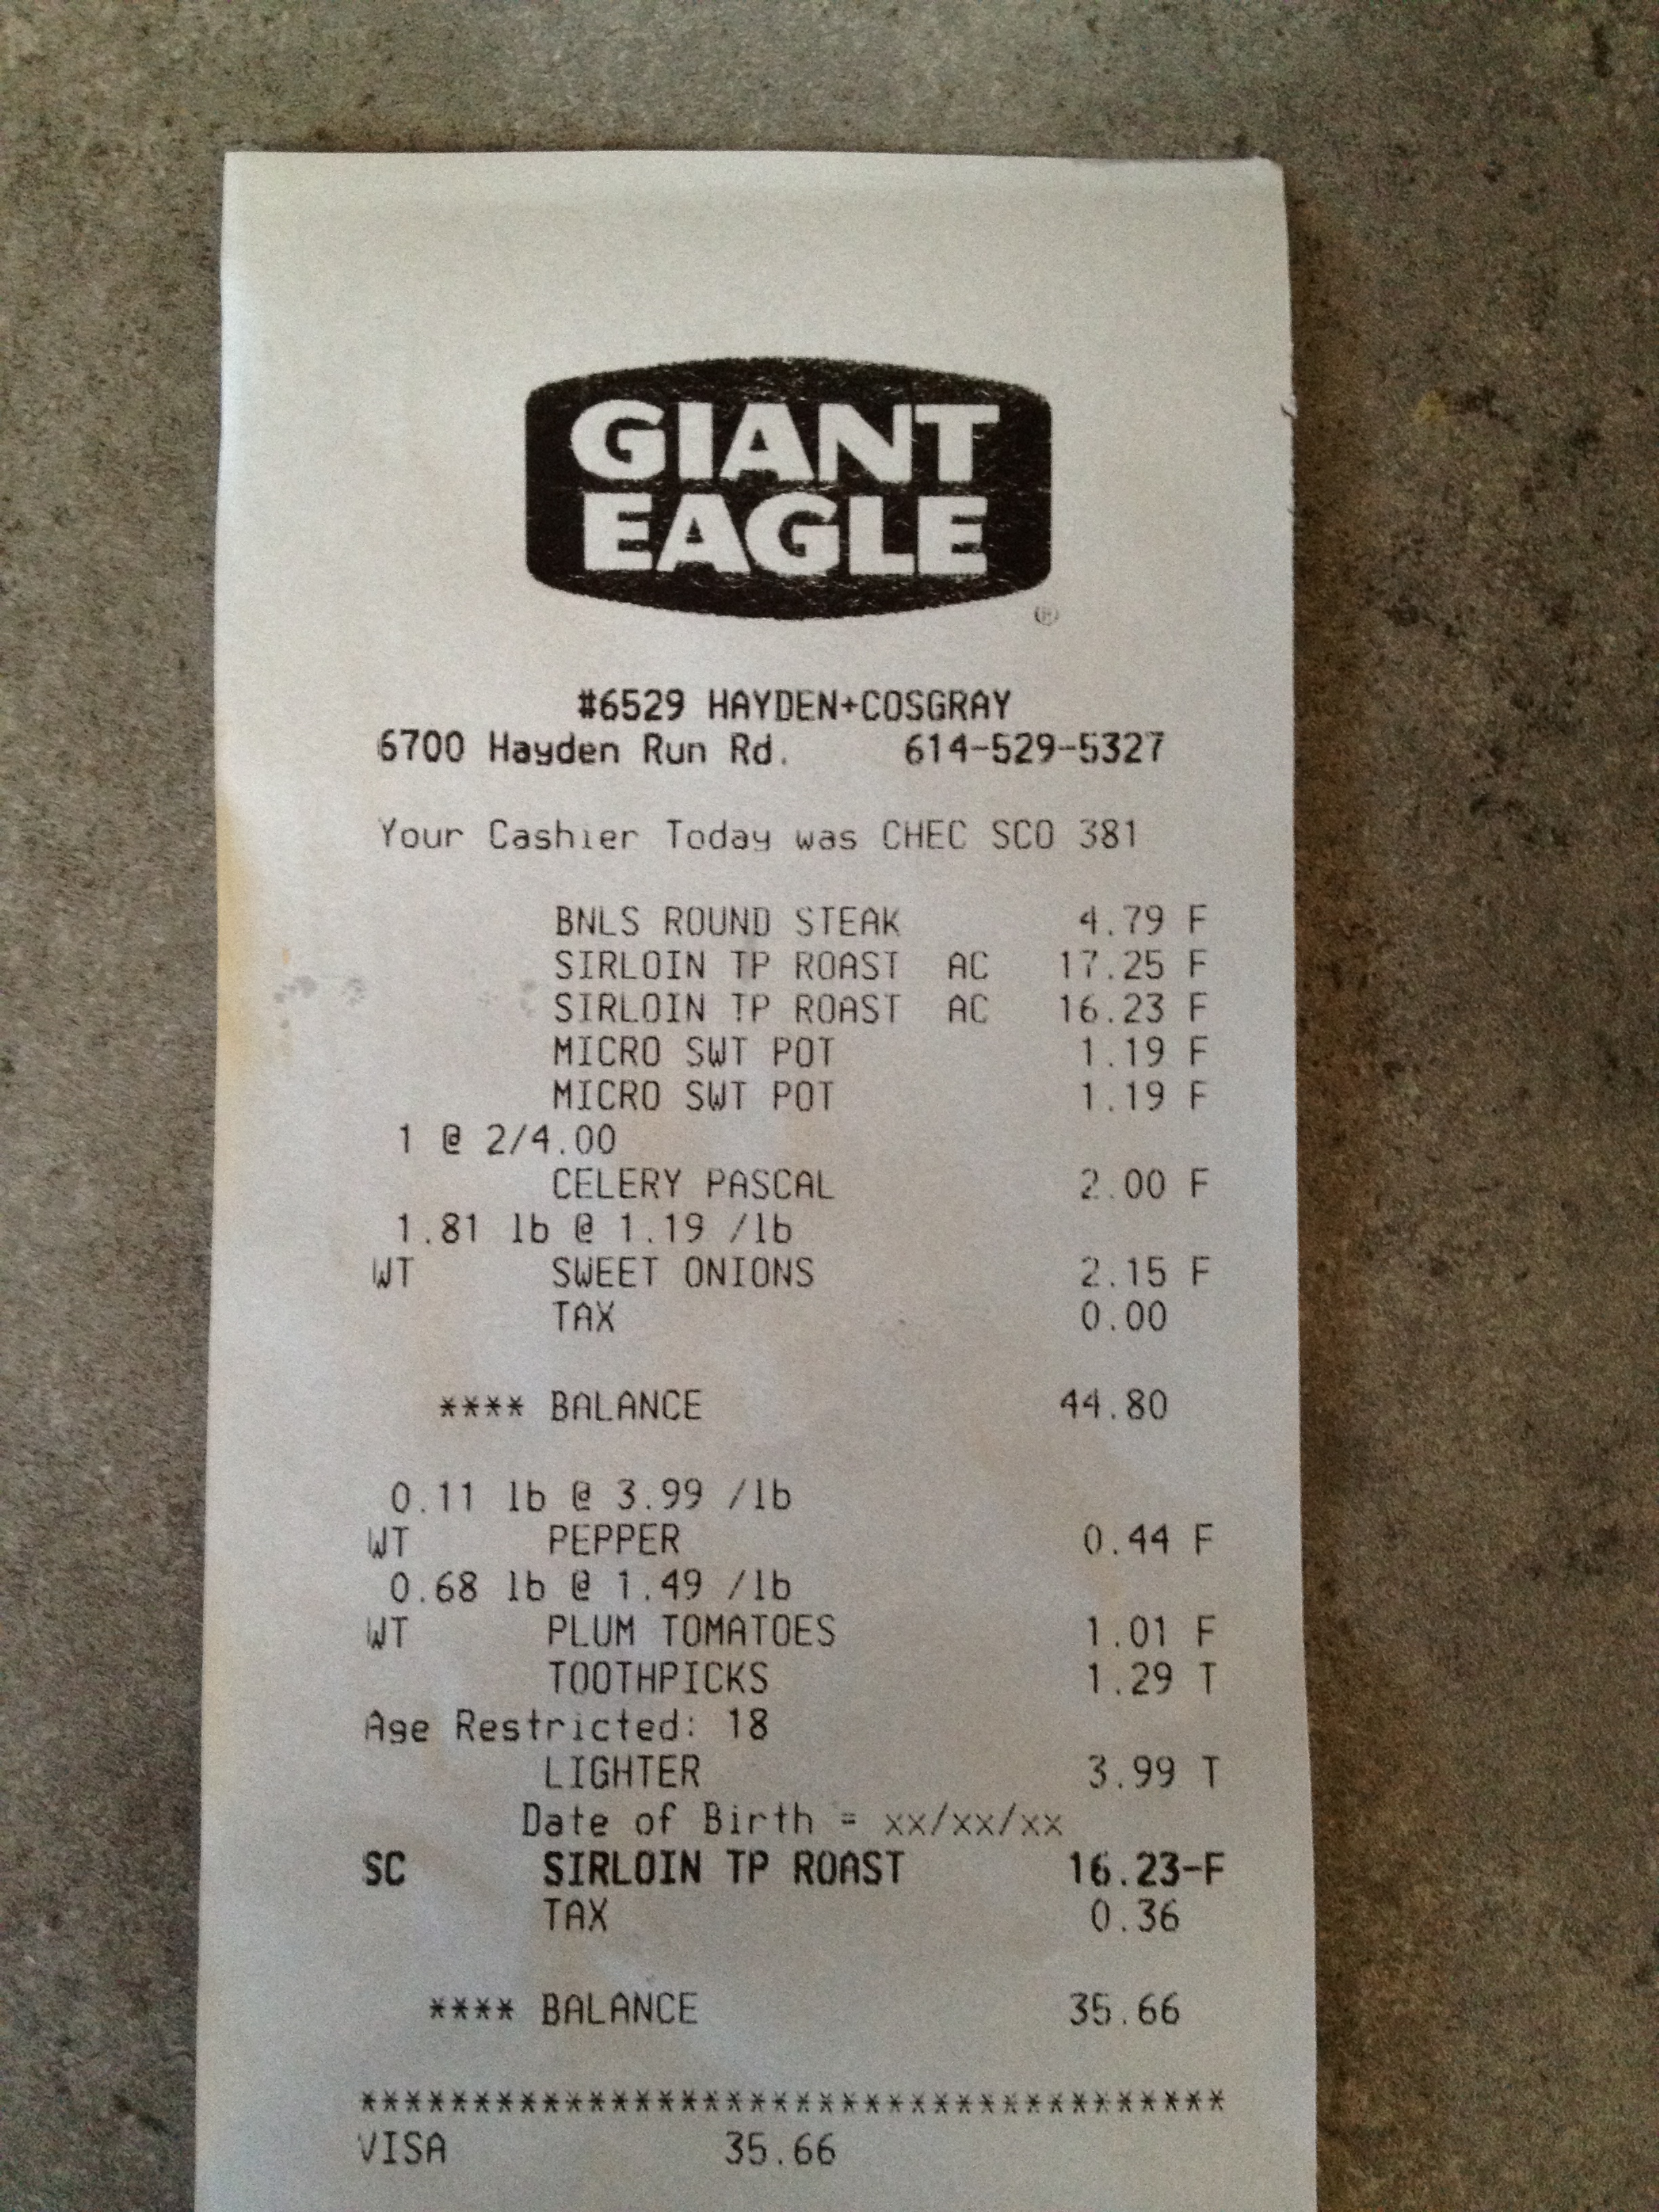 GIANT
EAGLE
®
#6529 HAYDEN+COSGRAY
6700 Hayden Run Rd. 614-529-5327
Your Cashier Today was CHEC SCO 381
BNLS ROUND STEAK 4.79 F
SIRLOIN TP ROAST AC 17.25 F
SIRLOIN TP ROAST AC 16.23 F
MICRO SWT POT 1.19 F
MICRO SWT POT 1.19 F
1 @ 2/4.00
CELERY PASCAL 2.00 F
1.81 lb @ 1.19 /lb
WT SWEET ONIONS 2.15 F
TAX 0.00
**** BALANCE 44.80
0.11 lb @ 3.99 /lb
WT PEPPER 0.44 F
0.68 lb @ 1.49 /lb
WT PLUM TOMATOES 1.01 F
TOOTHPICKS 1.29 T
Age Restricted: 18
LIGHTER 3.99 T
Date of Birth = xx/xx/xx
SC SIRLOIN TP ROAST 16.23-F
TAX 0.36
**** BALANCE 35.66
**************************************
VISA 35.66